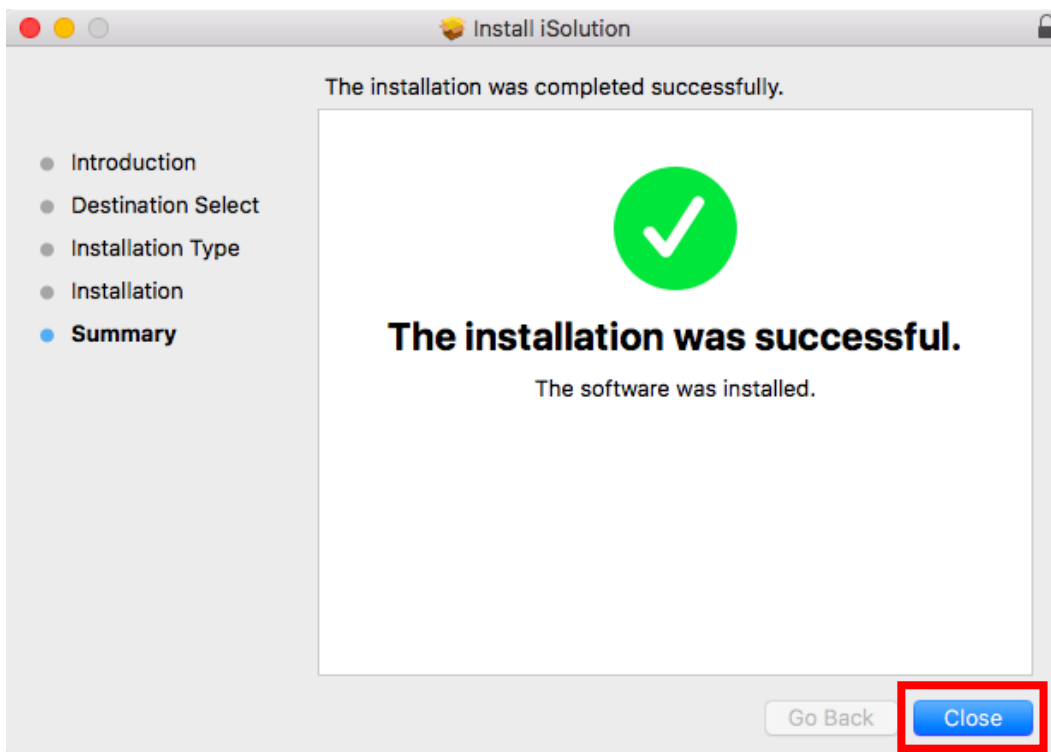 Install iSolution
The installation was completed successfully.
Introduction
Destination Select
Installation Type
Installation
Summary
The installation was successful.
The software was installed.
Go Back
Close